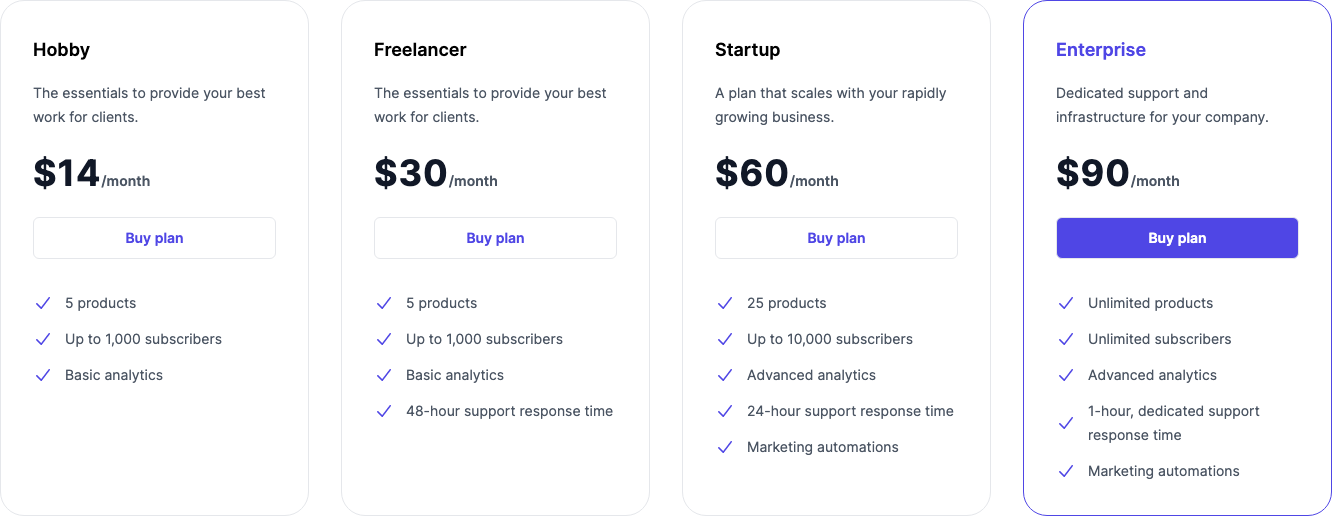 Hobby
The essentials to provide your best
work for clients.
$14/month
Buy plan
5 products
Up to 1,000 subscribers
Basic analytics
Freelancer
The essentials to provide your best
work for clients.
$30/month
Buy plan
5 products
Up to 1,000 subscribers
Basic analytics
48-hour support response time
Startup
A plan that scales with your rapidly
growing business.
$60/month
Buy plan
25 products
Up to 10,000 subscribers
Advanced analytics
24-hour support response time
Marketing automations
Enterprise
Dedicated support and
infrastructure for your company.
$90/month
Buy plan
Unlimited products
Unlimited subscribers
Advanced analytics
1-hour, dedicated support
response time
Marketing automations